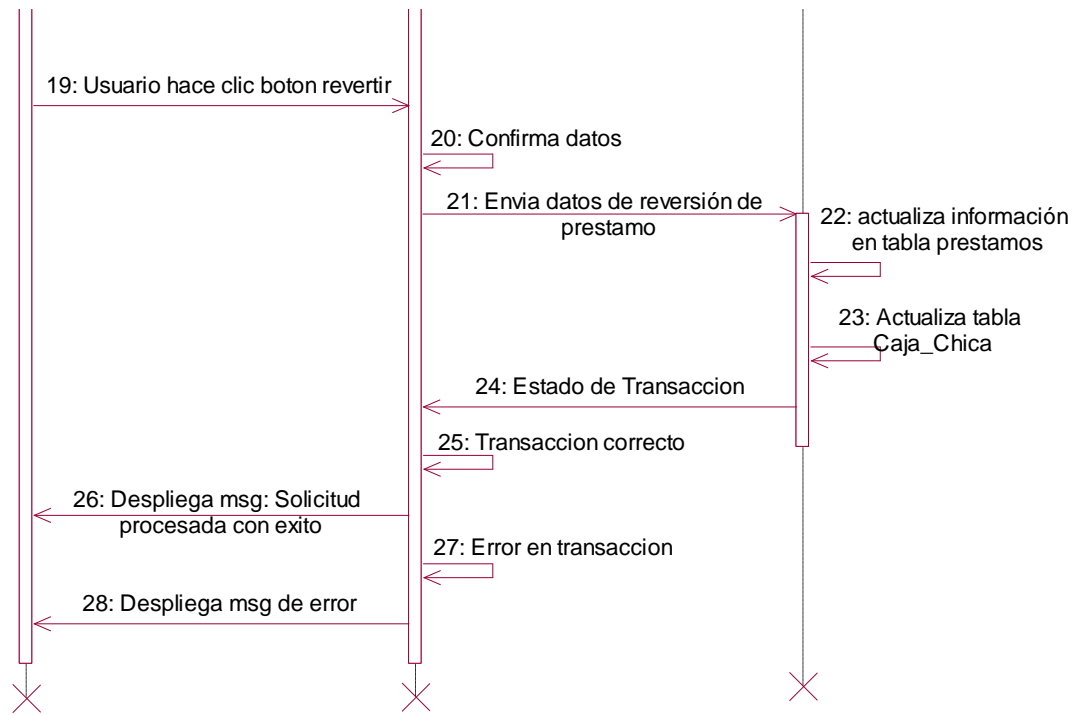 19: Usuario hace clic boton revertir
20: Confirma datos
21: Envia datos de reversión de
prestamo
22: actualiza información
en tabla prestamos
23: Actualiza tabla
Caja_Chica
24: Estado de Transaccion
25: Transaccion correcto
26: Despliega msg: Solicitud
procesada con exito
27: Error en transaccion
28: Despliega msg de error